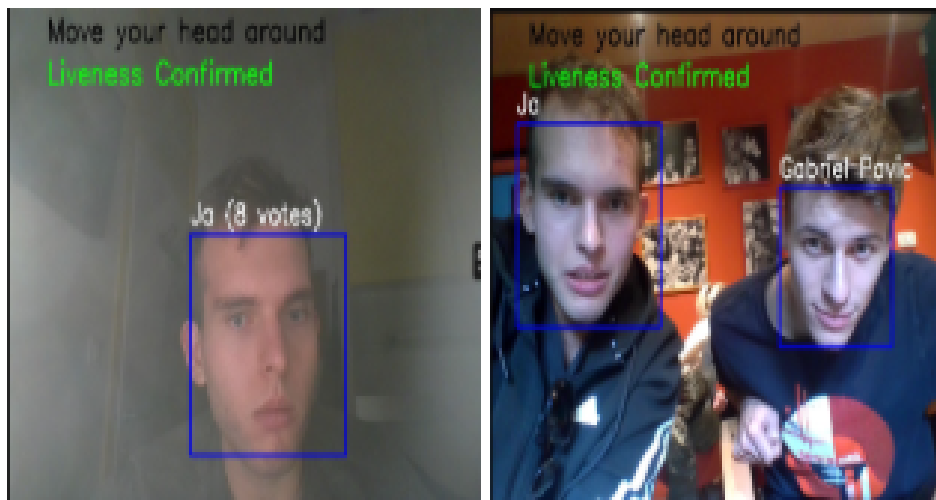 Move your head around
Liveness Confirmed
Ja (8 votes)
Move your head around
Liveness Confirmed
Ja
Gabriel Pavic